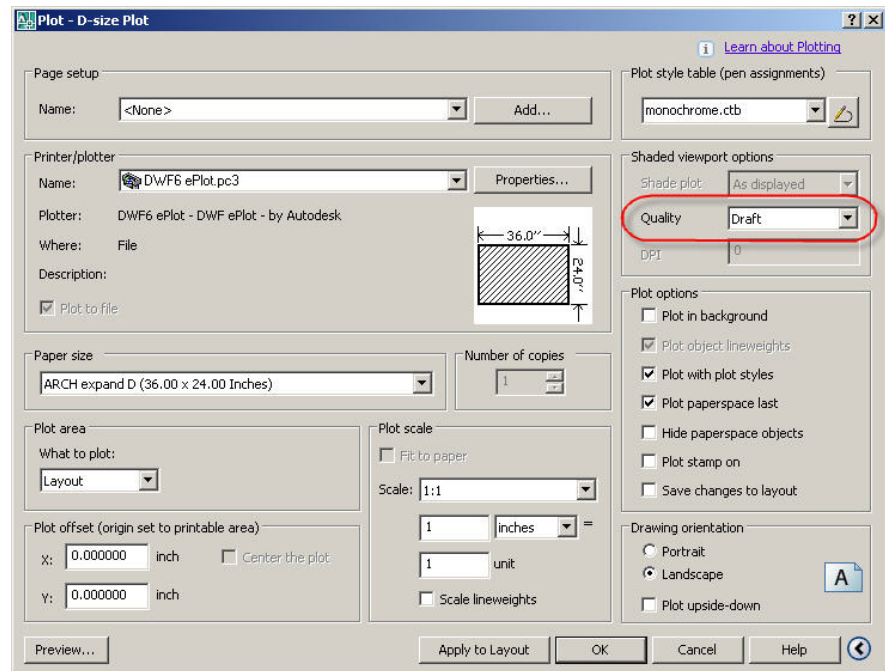 Plot - D-size Plot
Learn about Plotting
Page setup
Name: <None> Add...
Plot style table (pen assignments)
monochrome.ctb
Printer/plotter
Name: DWF6 ePlot.pc3 Properties...
Plotter: DWF6 ePlot - DWF ePlot - by Autodesk
Where: File
Description:
Plot to file
36.0''
24.0''
Shaded viewport options
Shade plot As displayed
Quality Draft
DPI 0
Paper size
ARCH expand D (36.00 x 24.00 Inches)
Number of copies
1
Plot options
Plot in background
Plot object lineweights
Plot with plot styles
Plot paperspace last
Hide paperspace objects
Plot stamp on
Save changes to layout
Plot area
What to plot:
Layout
Plot scale
Fit to paper
Scale: 1:1
1 inches =
1 unit
Scale lineweights
Plot offset (origin set to printable area)
X: 0.000000 inch Center the plot
Y: 0.000000 inch
Drawing orientation
Portrait
Landscape
Plot upside-down
A
Preview... Apply to Layout OK Cancel Help